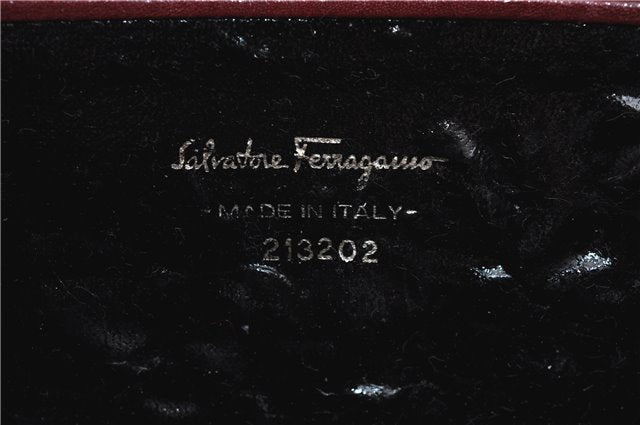 Salvatore Ferragamo
-MADE IN ITALY-
213202